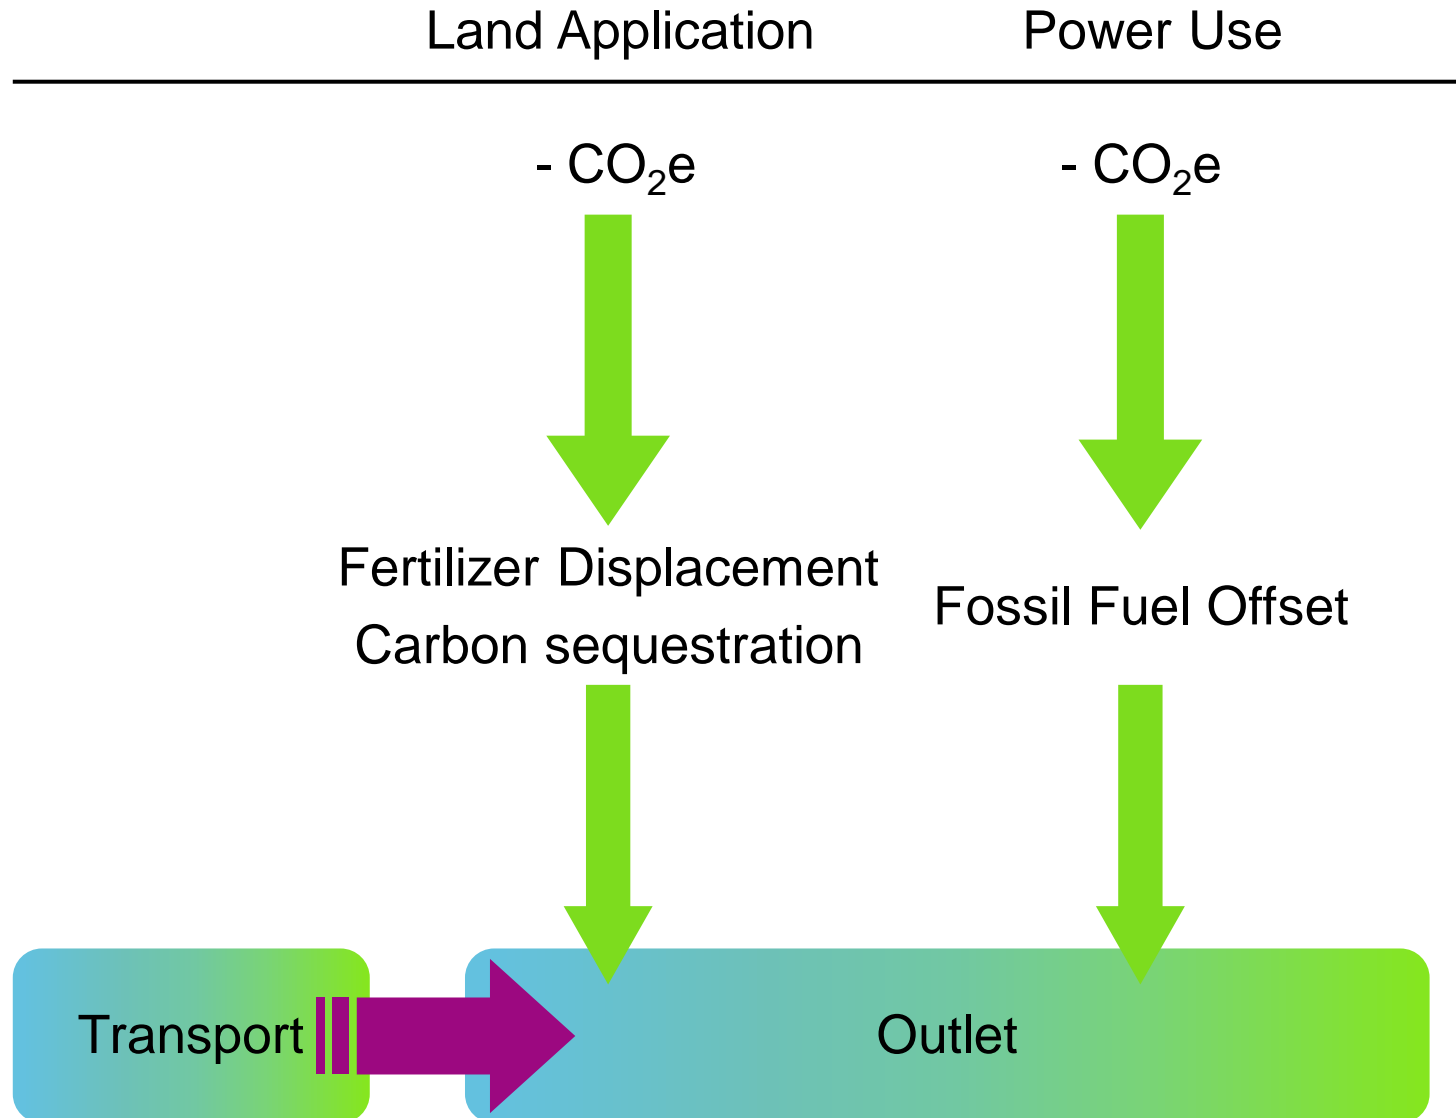 Land Application Power Use
- CO₂e - CO₂e
Fertilizer Displacement
Carbon sequestration
Fossil Fuel Offset
Transport Outlet